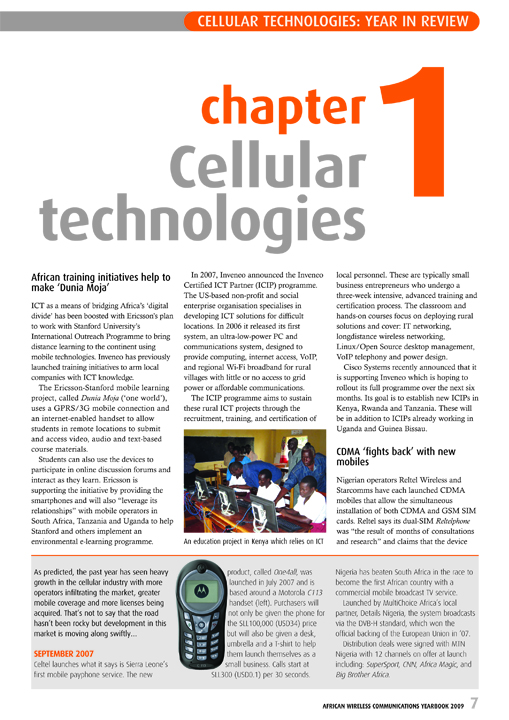 CELLULAR TECHNOLOGIES: YEAR IN REVIEW
chapter 1
Cellular
technologies
African training initiatives help to
make ‘Dunia Moja’
ICT as a means of bridging Africa’s ‘digital
divide’ has been boosted with Ericsson’s plan
to work with Stanford University’s
International Outreach Programme to bring
distance learning to the continent using
mobile technologies. Inveneo has previously
launched training initiatives to arm local
companies with ICT knowledge.
The Ericsson-Stanford mobile learning
project, called Dunia Moja (‘one world’),
uses a GPRS/3G mobile connection and
an internet-enabled handset to allow
students in remote locations to submit
and access video, audio and text-based
course materials.
Students can also use the devices to
participate in online discussion forums and
interact as they learn. Ericsson is
supporting the initiative by providing the
smartphones and will also “leverage its
relationships” with mobile operators in
South Africa, Tanzania and Uganda to help
Stanford and others implement an
environmental e-learning programme.
In 2007, Inveneo announced the Inveneo
Certified ICT Partner (ICIP) programme.
The US-based non-profit and social
enterprise organisation specialises in
developing ICT solutions for difficult
locations. In 2006 it released its first
system, an ultra-low-power PC and
communications system, designed to
provide computing, internet access, VoIP,
and regional Wi-Fi broadband for rural
villages with little or no access to grid
power or affordable communications.
The ICIP programme aims to sustain
these rural ICT projects through the
recruitment, training, and certification of
An education project in Kenya which relies on ICT
local personnel. These are typically small
business entrepreneurs who undergo a
three-week intensive, advanced training and
certification process. The classroom and
hands-on courses focus on deploying rural
solutions and cover: IT networking,
longdistance wireless networking,
Linux/Open Source desktop management,
VoIP telephony and power design.
Cisco Systems recently announced that it
is supporting Inveneo which is hoping to
rollout its full programme over the next six
months. Its goal is to establish new ICIPs in
Kenya, Rwanda and Tanzania. These will
be in addition to ICIPs already working in
Uganda and Guinea Bissau.
CDMA ‘fights back’ with new
mobiles
Nigerian operators Reltel Wireless and
Starcomms have each launched CDMA
mobiles that allow the simultaneous
installation of both CDMA and GSM SIM
cards. Reltel says its dual-SIM Reltelphone
was “the result of months of consultations
and research” and claims that the device
As predicted, the past year has seen heavy
growth in the cellular industry with more
operators infiltrating the market, greater
mobile coverage and more licenses being
acquired. That’s not to say that the road
hasn’t been rocky but development in this
market is moving along swiftly...
SEPTEMBER 2007
Celtel launches what it says is Sierra Leone’s
first mobile payphone service. The new
product, called One4all, was
launched in July 2007 and is
based around a Motorola C113
handset (left). Purchasers will
not only be given the phone for
the SLL100,000 (USD34) price
but will also be given a desk,
umbrella and a T-shirt to help
them launch themselves as a
small business. Calls start at
SLL300 (USD0.1) per 30 seconds.
Nigeria has beaten South Africa in the race to
become the first African country with a
commercial mobile broadcast TV service.
Launched by MultiChoice Africa’s local
partner, Details Nigeria, the system broadcasts
via the DVB-H standard, which won the
official backing of the European Union in ’07.
Distribution deals were signed with MTN
Nigeria with 12 channels on offer at launch
including: SuperSport, CNN, Africa Magic, and
Big Brother Africa.
AFRICAN WIRELESS COMMUNICATIONS YEARBOOK 2009 7